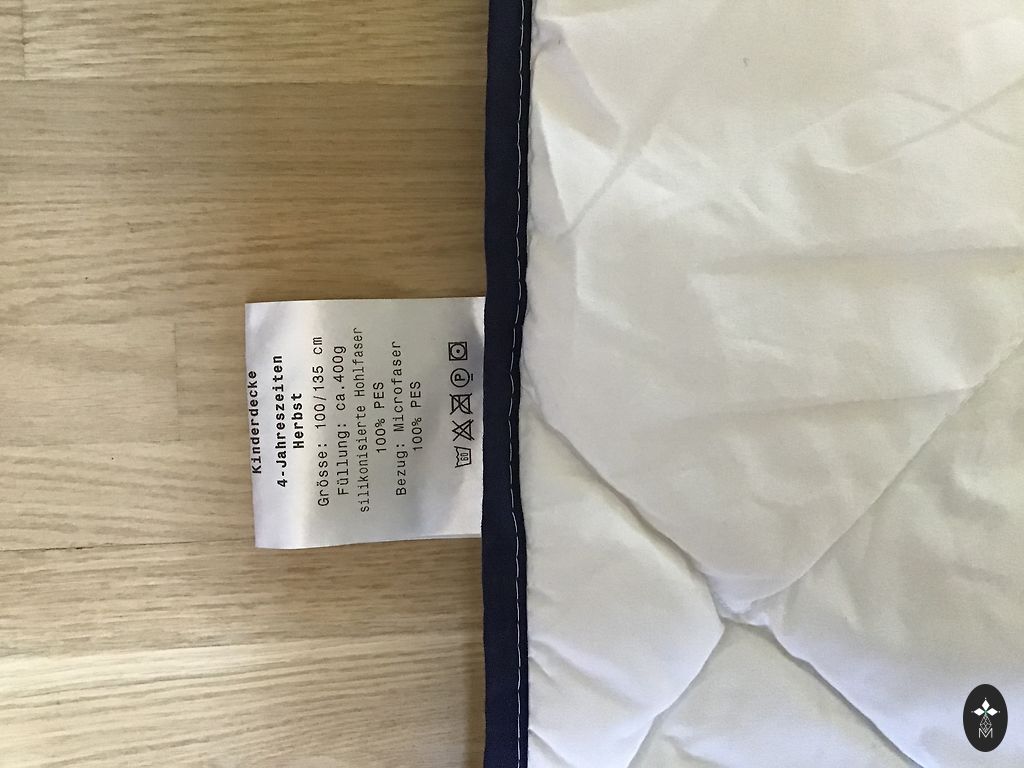 Kinderdecke
4-Jahreszeiten
Herbst
Grösse: 100/135 cm
Füllung: ca.400g
silikonisierte Hohlfaser
100% PES
Bezug: Microfaser
100% PES
60 P
M